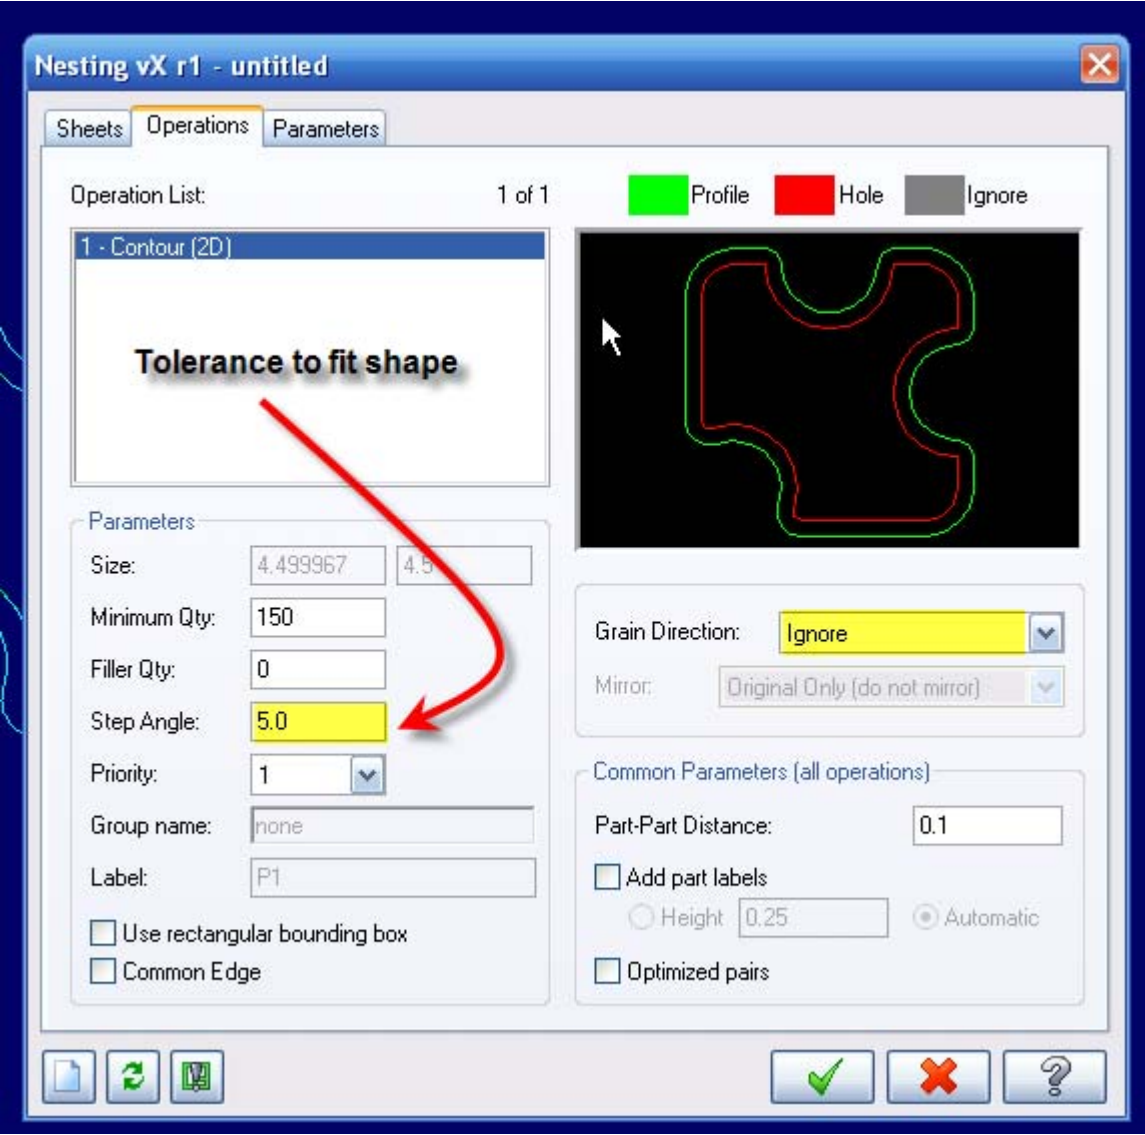 Nesting vX r1 - untitled
Sheets Operations Parameters
Operation List: 1 of 1
1 - Contour (2D)
Tolerance to fit shape
Profile Hole Ignore
Parameters
Size: 4.499967 4.5
Minimum Qty: 150
Filler Qty: 0
Step Angle: 5.0
Priority: 1
Group name: none
Label: P1
Use rectangular bounding box
Common Edge
Grain Direction: Ignore
Mirror: Original Only (do not mirror)
Common Parameters (all operations)
Part-Part Distance: 0.1
Add part labels
Height 0.25 Automatic
Optimized pairs